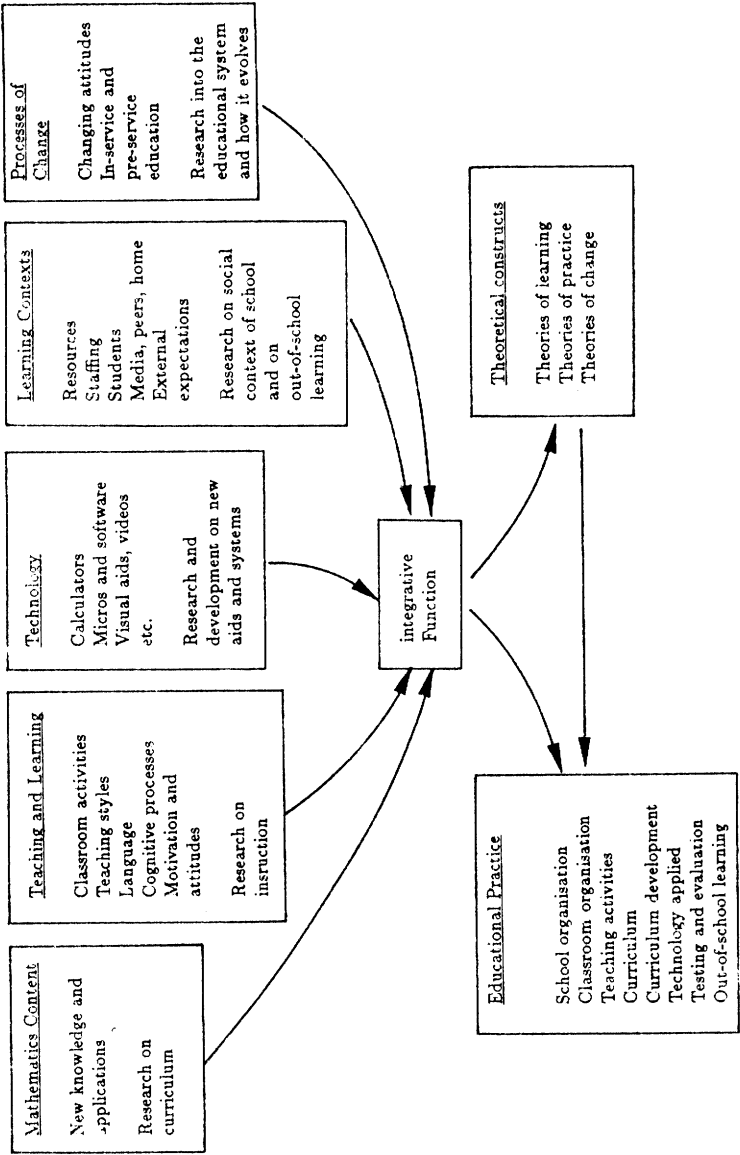 Mathematics Content
New knowledge and
applications
Research on
curriculum
Teaching and Learning
Classroom activities
Teaching styles
Language
Cognitive processes
Motivation and
attitudes
Research on
insruction
Technology
Calculators
Micros and software
Visual aids, videos
etc.
Research and
development on new
aids and systems
Learning Contexts
Resources
Staffing
Students
Media, peers, home
External
expectations
Research on social
context of school
and on
out-of-school
learning
Processes of
Change
Changing attitudes
In-service and
pre-service
education
Research into the
educational system
and how it evolves
integrative
Function
Educational Practice
School organisation
Classroom organisation
Teaching activities
Curriculum
Curriculum development
Technology applied
Testing and evaluation
Out-of-school learning
Theoretical constructs
Theories of learning
Theories of practice
Theories of change